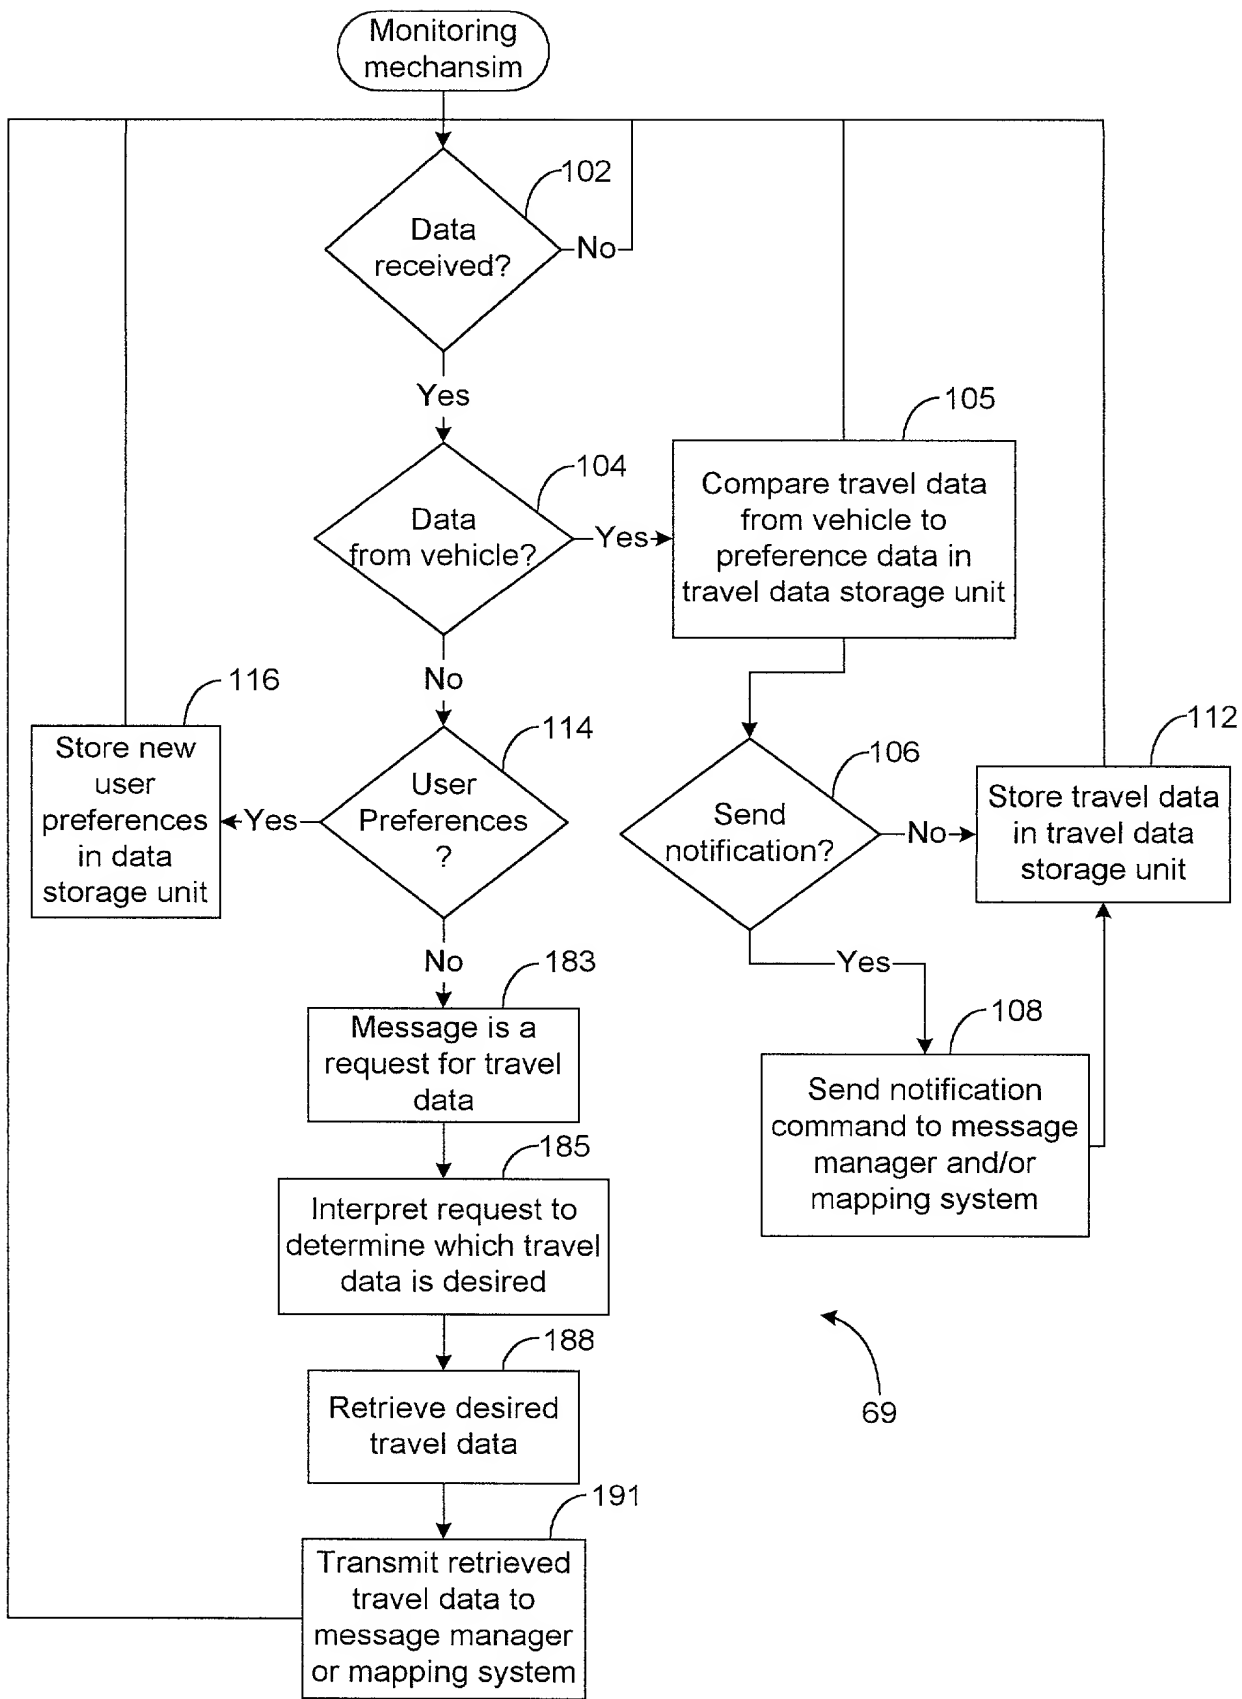 Monitoring
mechansim
102
Data
received?
No
Yes
105
104
Compare travel data
from vehicle to
preference data in
travel data storage unit
Data
from vehicle?
Yes
No
116
114
112
106
Store new
user
preferences
in data
storage unit
Yes
User
Preferences
?
Send
notification?
No
Store travel data
in travel data
storage unit
No
183
Yes
108
Message is a
request for travel
data
Send notification
command to message
manager and/or
mapping system
185
Interpret request to
determine which travel
data is desired
188
69
Retrieve desired
travel data
191
Transmit retrieved
travel data to
message manager
or mapping system